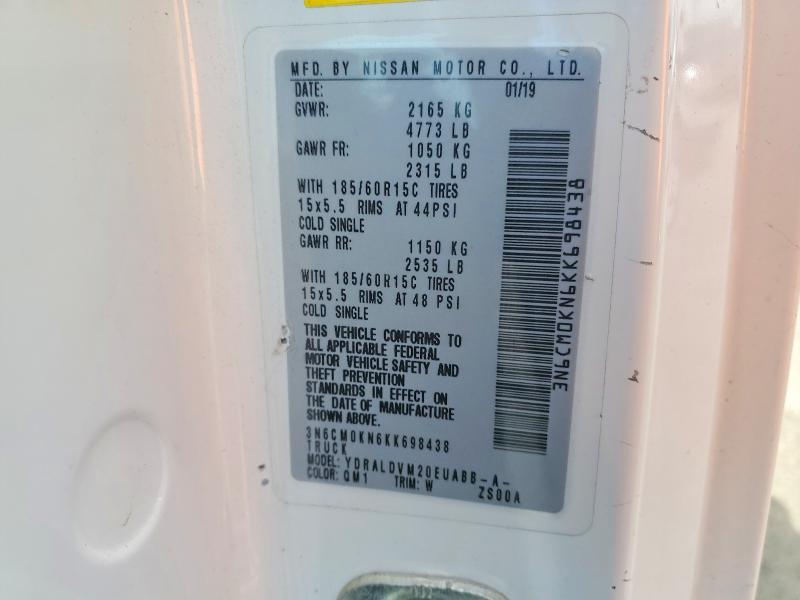 MFD. BY NISSAN MOTOR CO., LTD.
DATE: 01/19
GVWR: 2165 KG
4773 LB
GAWR FR: 1050 KG
2315 LB
WITH 185/60R15C TIRES
15x5.5 RIMS AT 44PSI
COLD SINGLE
GAWR RR: 1150 KG
2535 LB
WITH 185/60R15C TIRES
15x5.5 RIMS AT 48 PSI
COLD SINGLE
THIS VEHICLE CONFORMS TO
ALL APPLICABLE FEDERAL
MOTOR VEHICLE SAFETY AND
THEFT PREVENTION
STANDARDS IN EFFECT ON
THE DATE OF MANUFACTURE
SHOWN ABOVE.
3N6CM0KN6KK698438
TRUCK
MODEL: YDRALDVM20EUABB-A-
COLOR: QM1 TRIM: W ZS00A
3N6CM0KN6KK698438